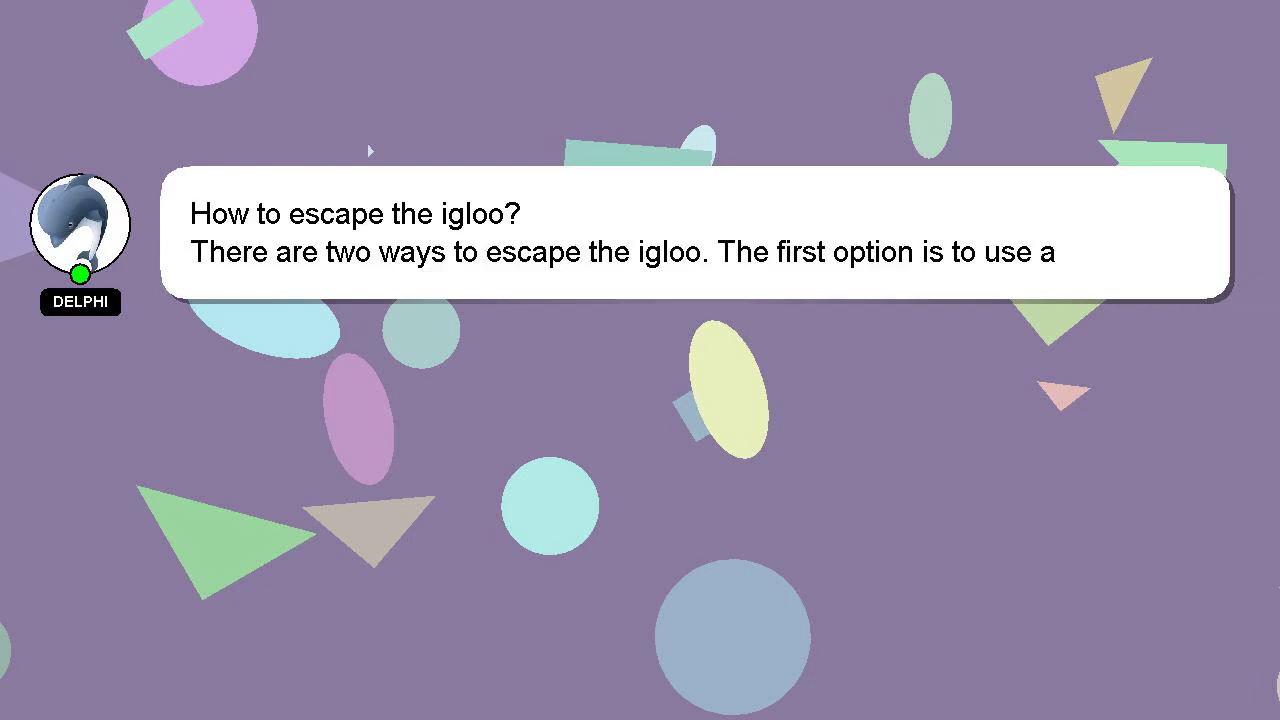 How to escape the igloo?
There are two ways to escape the igloo. The first option is to use a
DELPHI